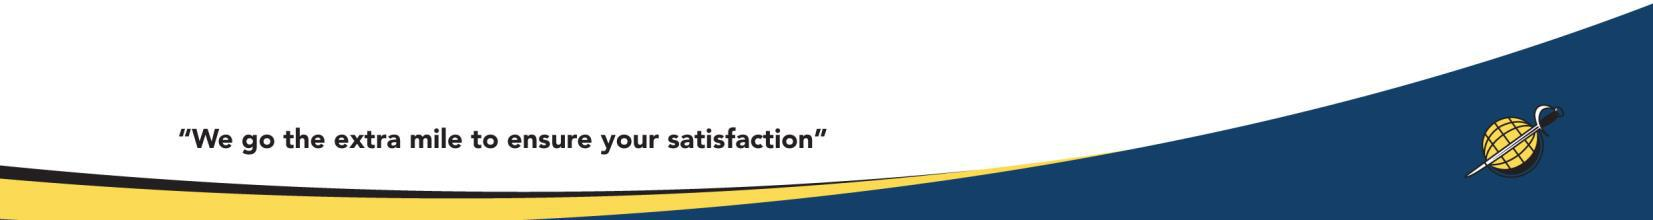 “We go the extra mile to ensure your satisfaction”